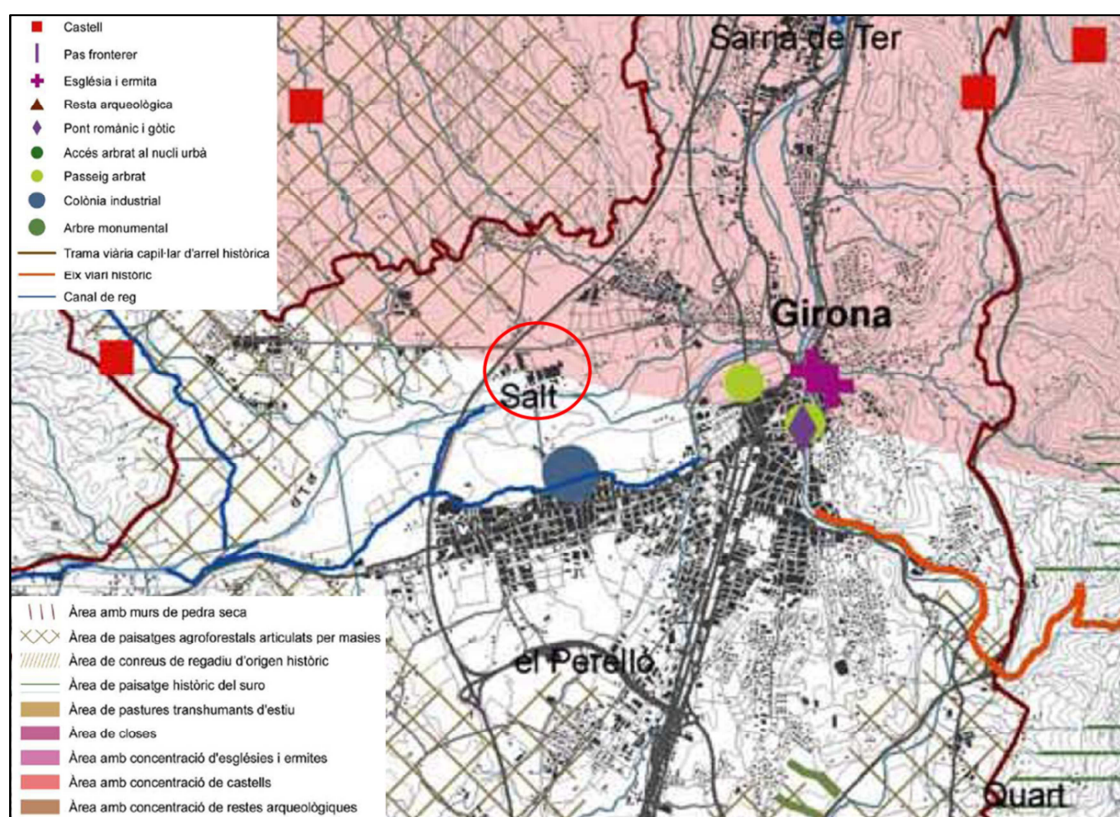 Castell
Pas fronterer
Església i ermita
Resta arqueològica
Pont romànic i gòtic
Accés arbrat al nucli urbà
Passeig arbrat
Colònia industrial
Arbre monumental
Trama viària capil·lar d'arrel històrica
Eix viari històric
Canal de reg
Sarrià de Ter
Girona
Salt
el Perelló
Quart
Àrea amb murs de pedra seca
Àrea de paisatges agroforestals articulats per masies
Àrea de conreus de regadiu d'origen històric
Àrea de paisatge històric del suro
Àrea de pastures transhumants d'estiu
Àrea de closes
Àrea amb concentració d'esglésies i ermites
Àrea amb concentració de castells
Àrea amb concentració de restes arqueològiques